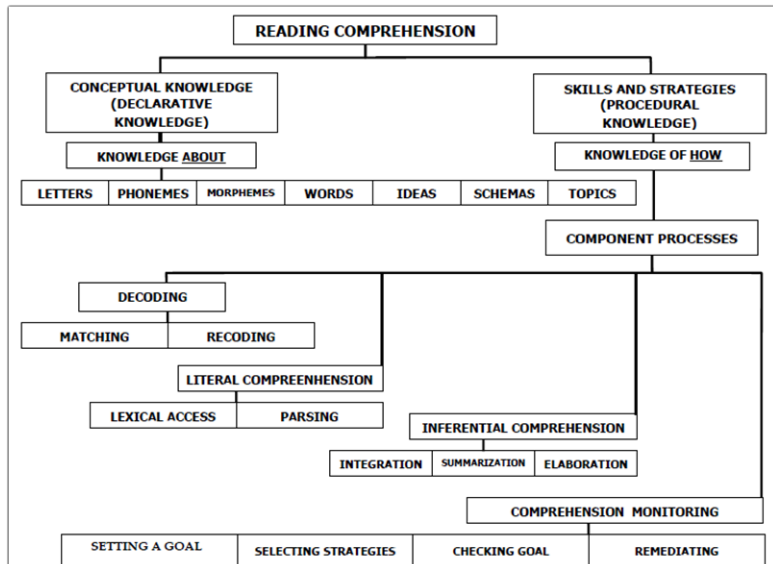 READING COMPREHENSION
CONCEPTUAL KNOWLEDGE
(DECLARATIVE
KNOWLEDGE)
SKILLS AND STRATEGIES
(PROCEDURAL
KNOWLEDGE)
KNOWLEDGE ABOUT
KNOWLEDGE OF HOW
LETTERS
PHONEMES
MORPHEMES
WORDS
IDEAS
SCHEMAS
TOPICS
COMPONENT PROCESSES
DECODING
MATCHING
RECODING
LITERAL COMPREENHENSION
LEXICAL ACCESS
PARSING
INFERENTIAL COMPREHENSION
INTEGRATION
SUMMARIZATION
ELABORATION
COMPREHENSION MONITORING
SETTING A GOAL
SELECTING STRATEGIES
CHECKING GOAL
REMEDIATING